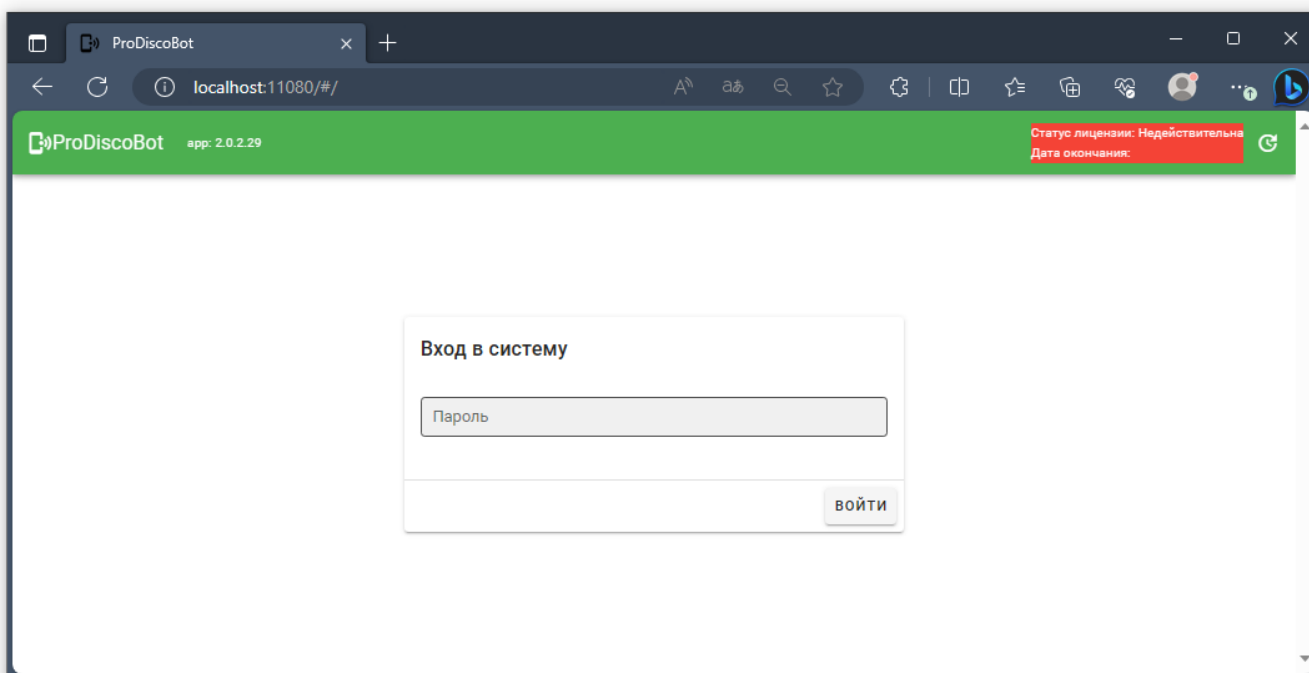 ProDiscoBot
localhost:11080/#/
ProDiscoBot app: 2.0.2.29
Статус лицензии: Недействительна
Дата окончания:
Вход в систему
Пароль
ВОЙТИ